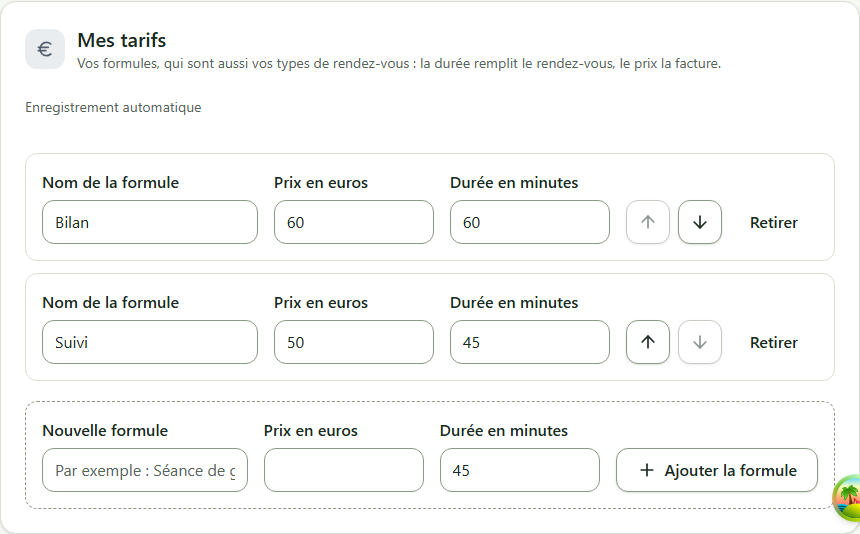 €
Mes tarifs
Vos formules, qui sont aussi vos types de rendez-vous : la durée remplit le rendez-vous, le prix la facture.
Enregistrement automatique
Nom de la formule Prix en euros Durée en minutes
Bilan 60 60 ↑ ↓ Retirer
Nom de la formule Prix en euros Durée en minutes
Suivi 50 45 ↑ ↓ Retirer
Nouvelle formule Prix en euros Durée en minutes
Par exemple : Séance de g 45 + Ajouter la formule